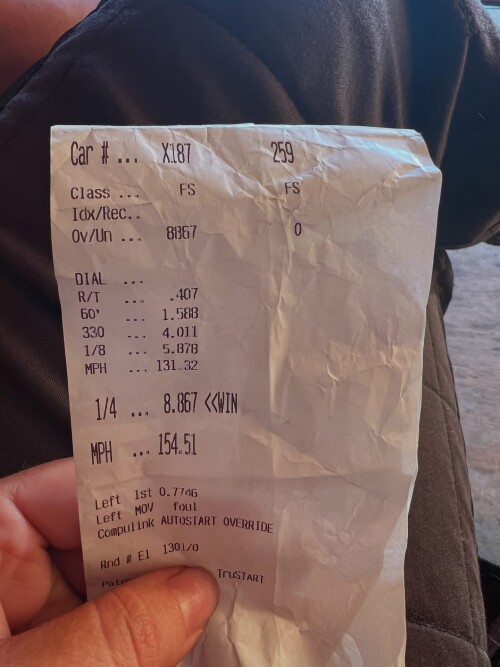 Car # ... X187 259
Class ... FS FS
Idx/Rec..
Ov/Un ... 8867 0
DIAL ...
R/T ... .407
60' ... 1.588
330 ... 4.011
1/8 ... 5.878
MPH ... 131.32
1/4 ... 8.867 <<WIN
MPH ... 154.51
Left 1st 0.7746
Left MOV foul
Compulink AUTOSTART OVERRIDE
Rnd # E1 1301/0
TruSTART